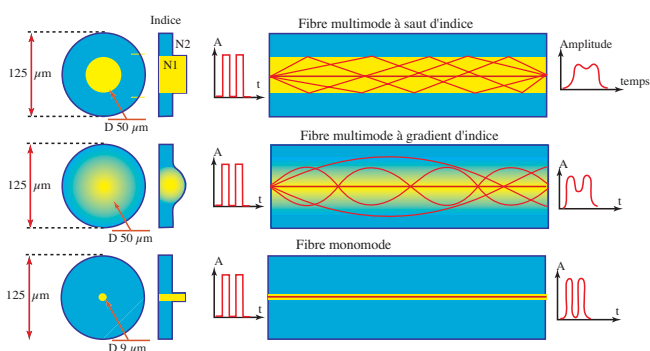 Indice
Fibre multimode à saut d'indice
125 µm
N2
N1
A
t
Amplitude
temps
D 50 µm
Fibre multimode à gradient d'indice
125 µm
A
t
A
t
D 50 µm
Fibre monomode
125 µm
A
t
A
t
D 9 µm